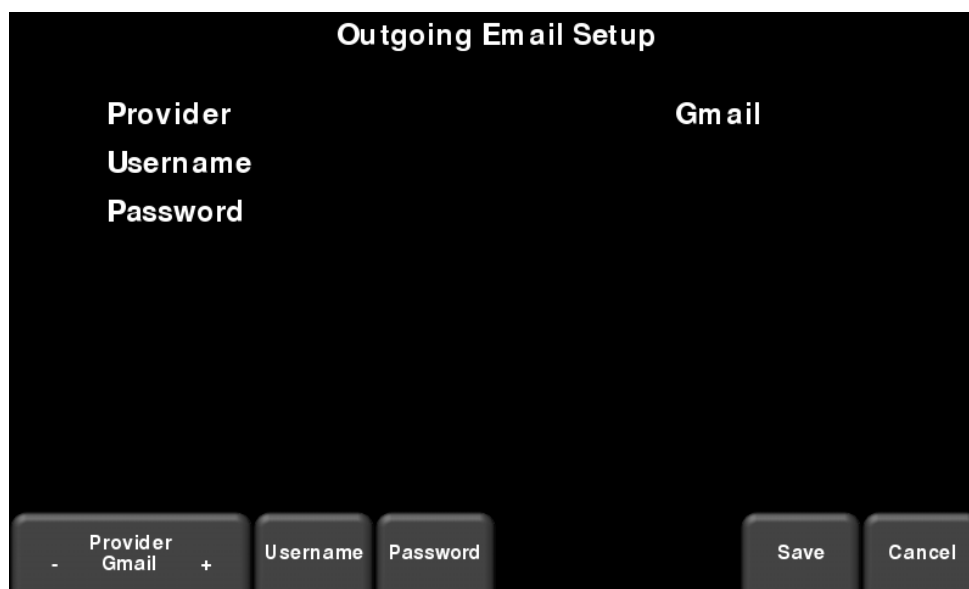 Outgoing Email Setup
Provider Gmail
Username
Password
Provider
- Gmail +
Username
Password
Save
Cancel